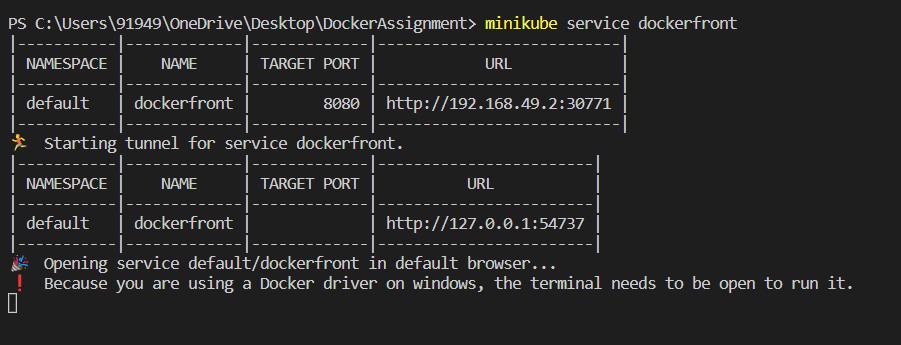 PS C:\Users\91949\OneDrive\Desktop\DockerAssignment> minikube service dockerfront
|-----------|-------------|-------------|---------------------------|
| NAMESPACE |    NAME     | TARGET PORT |            URL            |
|-----------|-------------|-------------|---------------------------|
| default   | dockerfront |        8080 | http://192.168.49.2:30771 |
|-----------|-------------|-------------|---------------------------|
🏃  Starting tunnel for service dockerfront.
|-----------|-------------|-------------|------------------------|
| NAMESPACE |    NAME     | TARGET PORT |          URL           |
|-----------|-------------|-------------|------------------------|
| default   | dockerfront |             | http://127.0.0.1:54737 |
|-----------|-------------|-------------|------------------------|
🎉  Opening service default/dockerfront in default browser...
❗  Because you are using a Docker driver on windows, the terminal needs to be open to run it.